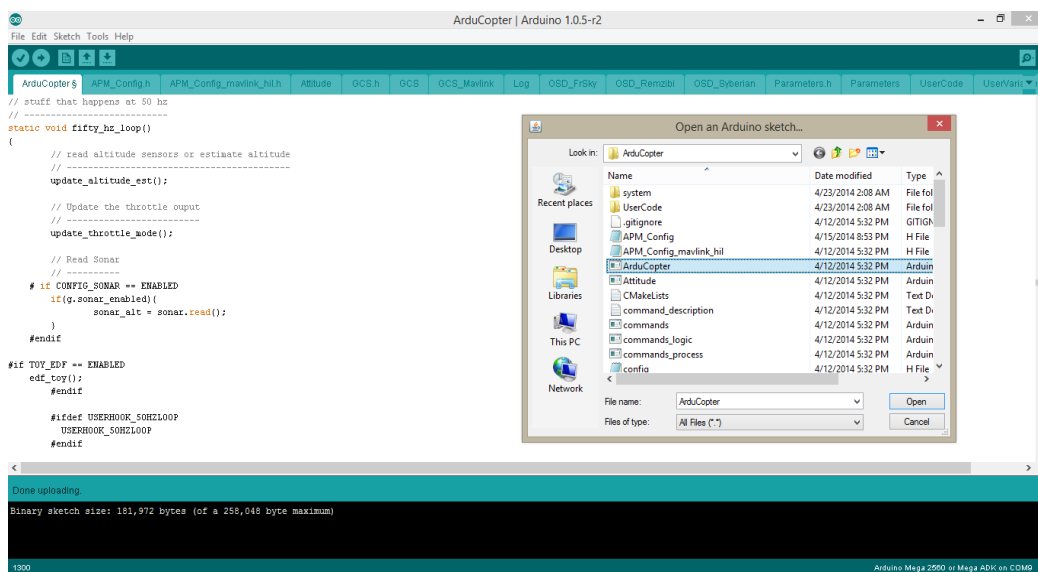 ArduCopter | Arduino 1.0.5-r2
File Edit Sketch Tools Help
ArduCopter § APM_Config.h APM_Config_mavlink_hil.h Attitude GCS.h GCS GCS_Mavlink Log OSD_FrSky OSD_Remzibi OSD_Syberian Parameters.h Parameters UserCode UserVaric
// stuff that happens at 50 hz
// ---------------------------
static void fifty_hz_loop()
{
// read altitude sensors or estimate altitude
// ------------------------------------------
update_altitude_est();
// Update the throttle ouput
// -------------------------
update_throttle_mode();
// Read Sonar
// ----------
# if CONFIG_SONAR == ENABLED
if(g.sonar_enabled){
sonar_alt = sonar.read();
}
#endif
#if TOY_EDF == ENABLED
edf_toy();
#endif
#ifdef USERHOOK_50HZLOOP
USERHOOK_50HZLOOP
#endif
Open an Arduino sketch...
Look in: ArduCopter
Recent places
Desktop
Libraries
This PC
Network
Name Date modified Type
system 4/23/2014 2:08 AM File fol
UserCode 4/23/2014 2:08 AM File fol
.gitignore 4/12/2014 5:32 PM GITIGN
APM_Config 4/15/2014 8:53 PM H File
APM_Config_mavlink_hil 4/12/2014 5:32 PM H File
ArduCopter 4/12/2014 5:32 PM Arduin
Attitude 4/12/2014 5:32 PM Arduin
CMakeLists 4/12/2014 5:32 PM Text Do
command_description 4/12/2014 5:32 PM Text Do
commands 4/12/2014 5:32 PM Arduin
commands_logic 4/12/2014 5:32 PM Arduin
commands_process 4/12/2014 5:32 PM Arduin
config 4/12/2014 5:32 PM H File
File name: ArduCopter Open
Files of type: All Files (*.*) Cancel
Done uploading.
Binary sketch size: 181,972 bytes (of a 258,048 byte maximum)
1300 Arduino Mega 2560 or Mega ADK on COM9